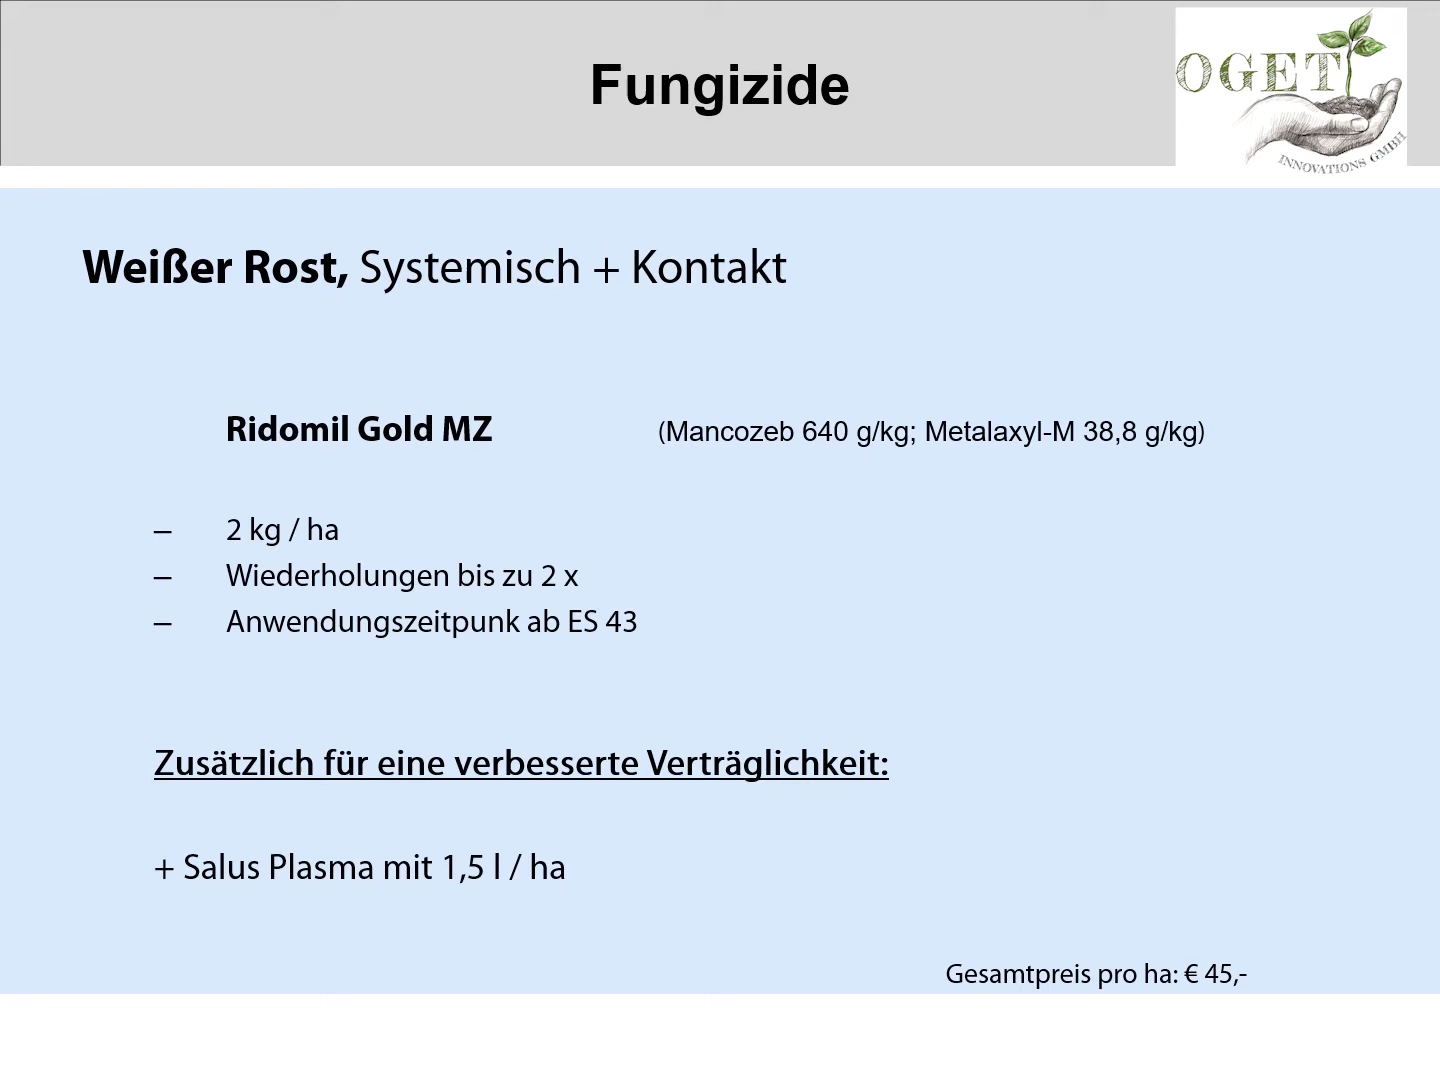 Fungizide
OGET
INNOVATIONS GMBH
Weißer Rost, Systemisch + Kontakt
Ridomil Gold MZ (Mancozeb 640 g/kg; Metalaxyl-M 38,8 g/kg)
– 2 kg / ha
– Wiederholungen bis zu 2 x
– Anwendungszeitpunk ab ES 43
Zusätzlich für eine verbesserte Verträglichkeit:
+ Salus Plasma mit 1,5 l / ha
Gesamtpreis pro ha: € 45,-